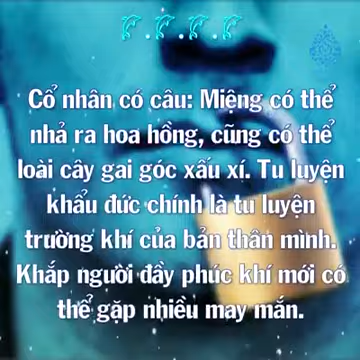 Cổ nhân có câu: Miệng có thể
nhả ra hoa hồng, cũng có thể
loài cây gai góc xấu xí. Tu luyện
khẩu đức chính là tu luyện
trường khí của bản thân mình.
Khắp người đầy phúc khí mới có
thể gặp nhiều may mắn.